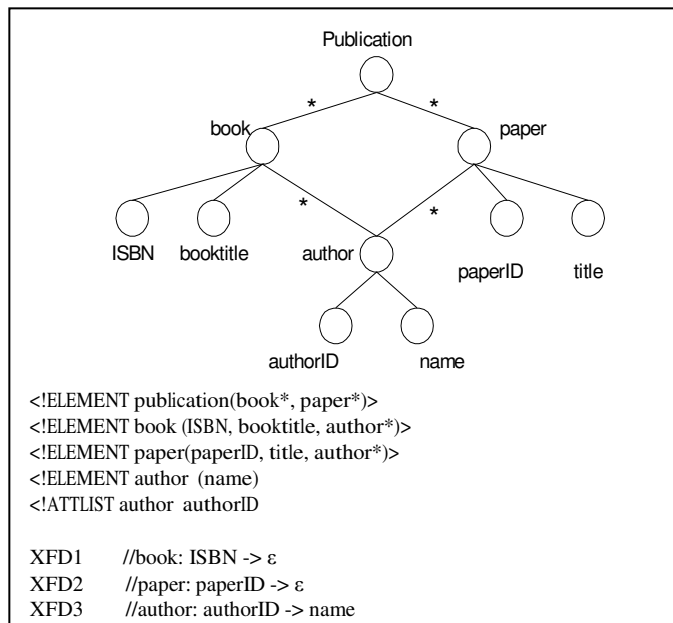 Publication
* *
book paper
* *
ISBN booktitle author paperID title
authorID name
<!ELEMENT publication(book*, paper*)>
<!ELEMENT book (ISBN, booktitle, author*)>
<!ELEMENT paper(paperID, title, author*)>
<!ELEMENT author (name)
<!ATTLIST author authorID
XFD1 //book: ISBN -> ε
XFD2 //paper: paperID -> ε
XFD3 //author: authorID -> name